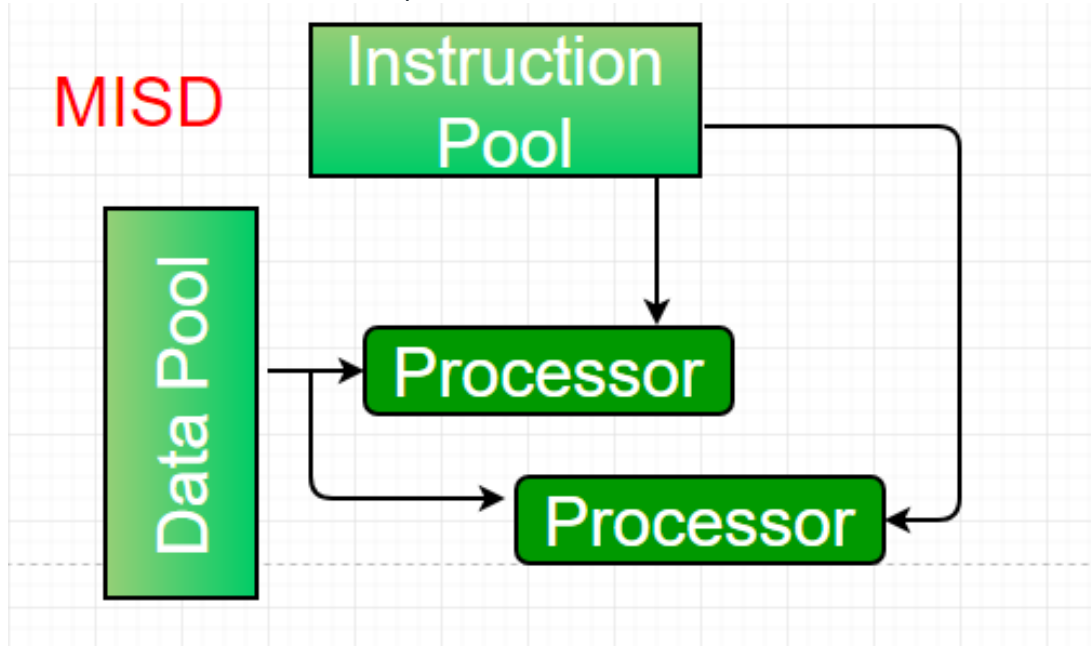 MISD
Instruction
Pool
Data Pool
Processor
Processor